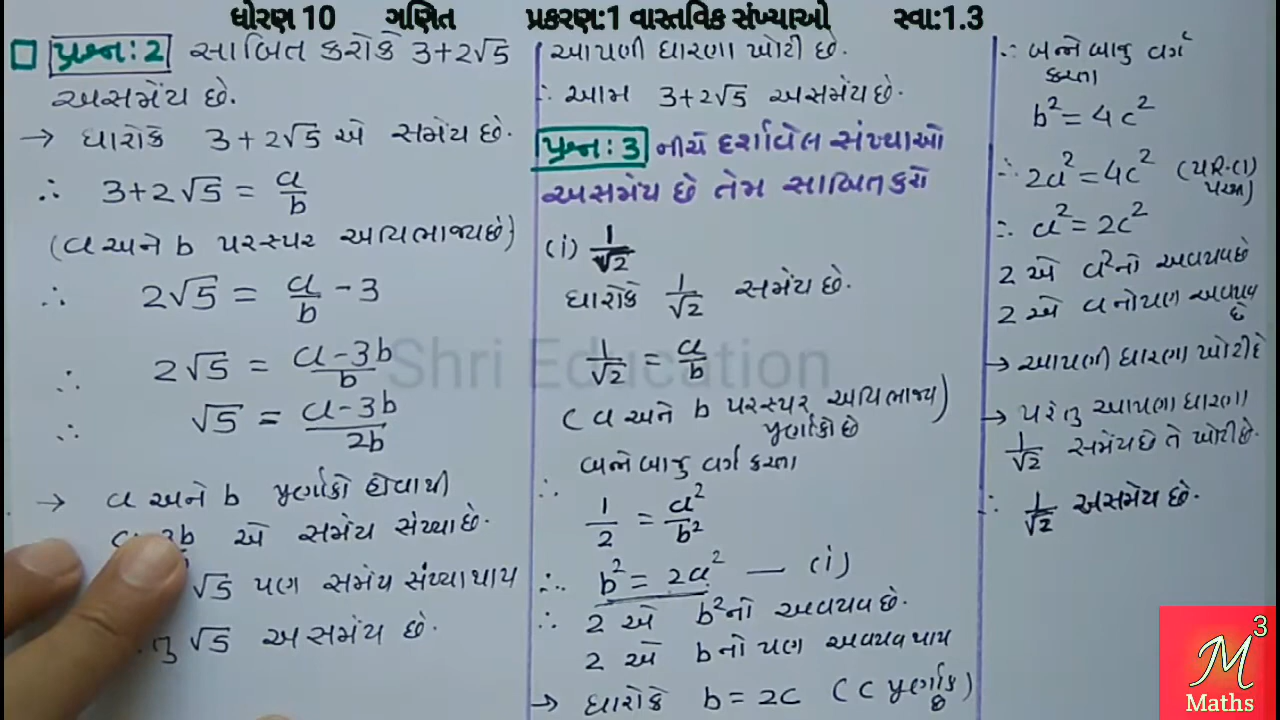 ધોરણ 10 ગણિત પ્રકરણ:1 વાસ્તવિક સંખ્યાઓ સ્વા:1.3
પ્રશ્ન:2 સાબિત કરોકે 3+2√5
અસમેંય છે.
→ ધારોકે 3+2√5 એ સમેંય છે.
∴ 3+2√5 = a/b
(a અને b પરસ્પર અવિભાજ્ય છે)
∴ 2√5 = a/b - 3
∴ 2√5 = a-3b/b
∴ √5 = a-3b/2b
→ a અને b પૂર્ણાંકો હોવાથી
એ સમેંય સંખ્યા છે.
√5 પણ સમેંય સંખ્યા થાય
√5 અસમેંય છે.
આપણી ધારણા ખોટી છે.
∴ આમ 3+2√5 અસમેંય છે.
પ્રશ્ન:3 નીચે દર્શાવેલ સંખ્યાઓ
અસમેંય છે તેમ સાબિત કરો
(i) 1/√2
ધારોકે 1/√2 સમેંય છે.
1/√2 = a/b
(a અને b પરસ્પર અવિભાજ્ય
પૂર્ણાંકો છે)
બન્ને બાજુ વર્ગ કરતા
∴ 1/2 = a²/b²
∴ b² = 2a² — (i)
∴ 2 એ b²નો અવયવ છે.
2 એ bનો પણ અવયવ થાય
→ ધારોકે b = 2c (c પૂર્ણાંક છે)
∴ બન્ને બાજુ વર્ગ
કરતા
b² = 4c²
∴ 2a² = 4c² (પરિ.(i)
પરથી)
∴ a² = 2c²
2 એ a²નો અવયવ છે
2 એ a નો પણ અવયવ
છે
→ આપણી ધારણા ખોટી છે
→ પરંતુ આપણી ધારણા
1/√2 સમેંય છે તે ખોટી છે.
∴ 1/√2 અસમેંય છે.
Shri Education
M³
Maths